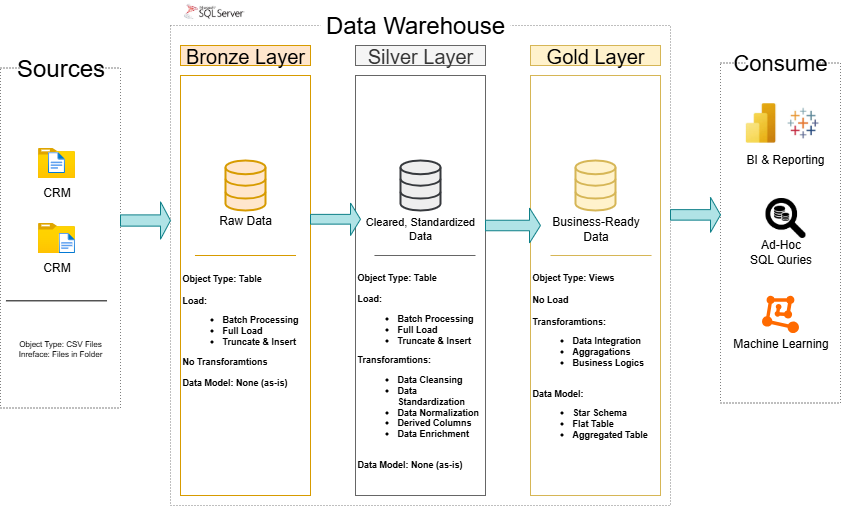 Microsoft
SQL Server
Data Warehouse
Sources
CRM
CRM
Object Type: CSV Files
Inreface: Files in Folder
Bronze Layer
Raw Data
Object Type: Table
Load:
Batch Processing
Full Load
Truncate & Insert
No Transforamtions
Data Model: None (as-is)
Silver Layer
Cleared, Standardized
Data
Object Type: Table
Load:
Batch Processing
Full Load
Truncate & Insert
Transforamtions:
Data Cleansing
Data
Standardization
Data Normalization
Derived Columns
Data Enrichment
Data Model: None (as-is)
Gold Layer
Business-Ready
Data
Object Type: Views
No Load
Transforamtions:
Data Integration
Aggragations
Business Logics
Data Model:
Star Schema
Flat Table
Aggregated Table
Consume
BI & Reporting
Ad-Hoc
SQL Quries
Machine Learning